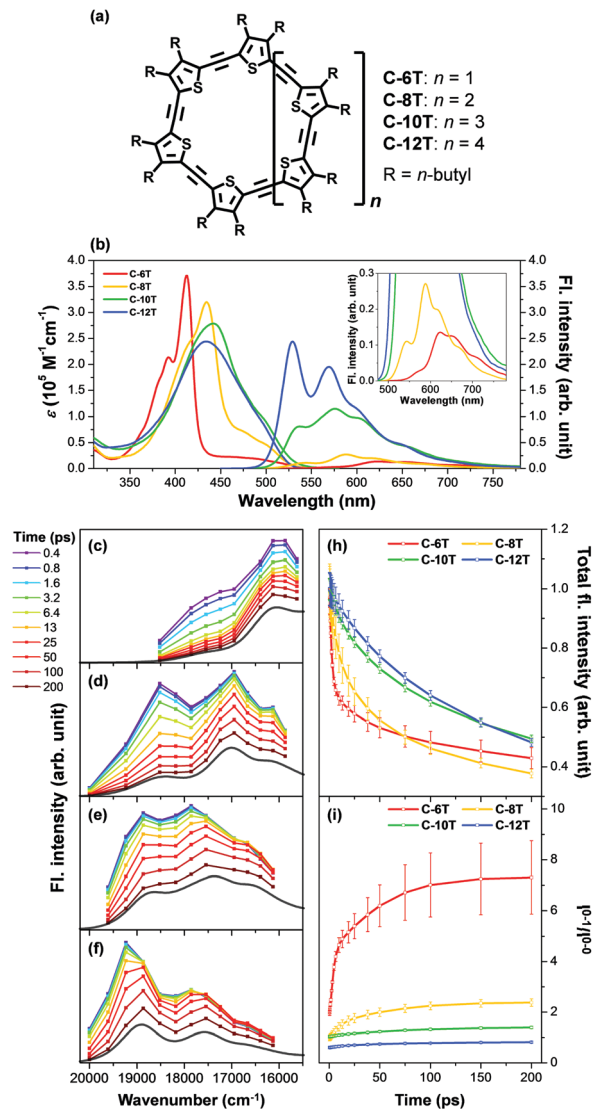 (a)
R R R R
R R
R R
R R
R R
S S S S S S
n
C-6T: n = 1
C-8T: n = 2
C-10T: n = 3
C-12T: n = 4
R = n-butyl
(b)
4.0 3.5 3.0 2.5 2.0 1.5 1.0 0.5 0.0
ε (10⁵ M⁻¹cm⁻¹)
C-6T
C-8T
C-10T
C-12T
0.3 0.2 0.1 0.0
Fl. intensity (arb. unit)
500 600 700
Wavelength (nm)
4.0 3.5 3.0 2.5 2.0 1.5 1.0 0.5 0.0
Fl. intensity (arb. unit)
350 400 450 500 550 600 650 700 750
Wavelength (nm)
Time (ps)
0.4
0.8
1.6
3.2
6.4
13
25
50
100
200
(c)
(d)
(e)
(f)
Fl. intensity (arb. unit)
20000 19000 18000 17000 16000
Wavenumber (cm⁻¹)
(h)
C-6T C-8T
C-10T C-12T
1.2
1.0
0.8
0.6
0.4
Total fl. intensity (arb. unit)
(i)
C-6T C-8T
C-10T C-12T
10
8
6
4
2
0
I⁰⁻¹/I⁰⁻⁰
0 50 100 150 200
Time (ps)